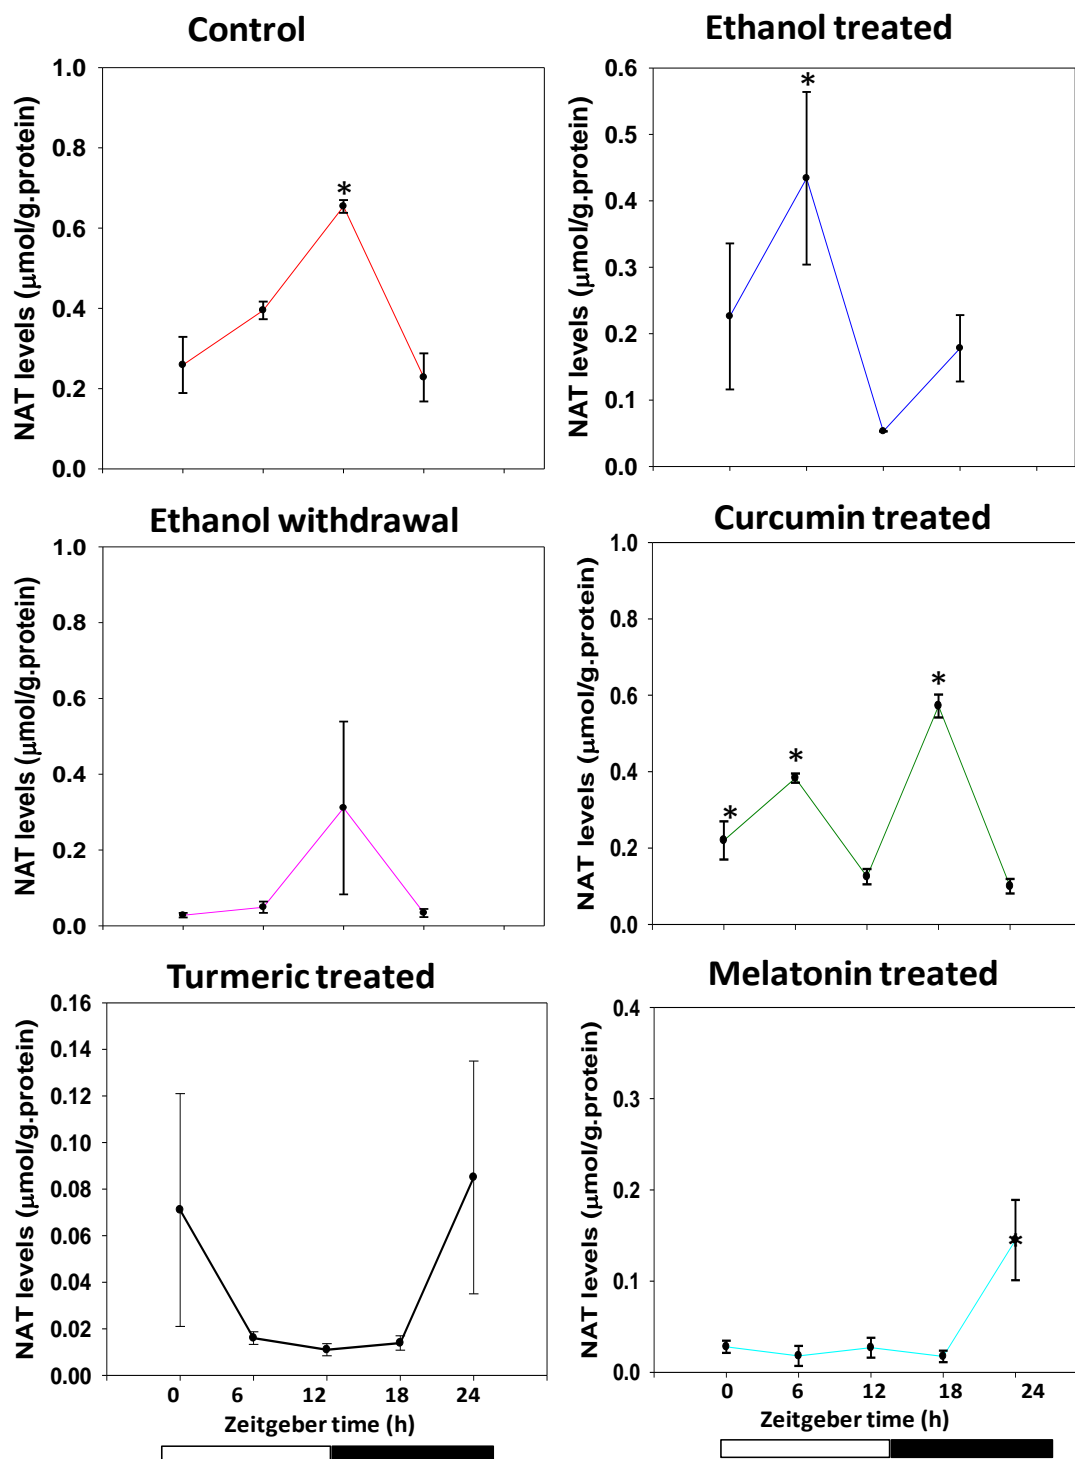 Control
NAT levels (μmol/g.protein)
1.0
0.8
0.6
0.4
0.2
0.0
*
Ethanol treated
NAT levels (μmol/g.protein)
0.6
0.5
0.4
0.3
0.2
0.1
0.0
*
Ethanol withdrawal
NAT levels (μmol/g.protein)
1.0
0.8
0.6
0.4
0.2
0.0
Curcumin treated
NAT levels (μmol/g.protein)
1.0
0.8
0.6
0.4
0.2
0.0
*
*
*
Turmeric treated
NAT levels (μmol/g.protein)
0.16
0.14
0.12
0.10
0.08
0.06
0.04
0.02
0.00
0 6 12 18 24
Zeitgeber time (h)
Melatonin treated
NAT levels (μmol/g.protein)
0.4
0.3
0.2
0.1
0.0
*
0 6 12 18 24
Zeitgeber time (h)